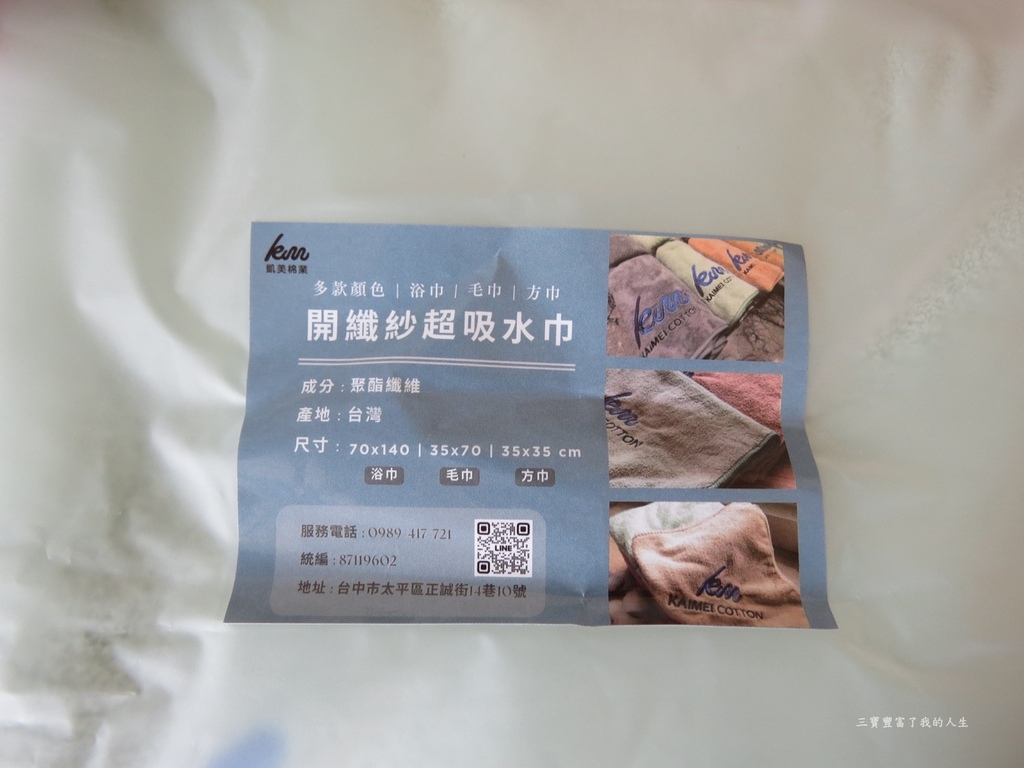 km
凱美棉業
多款顏色 | 浴巾 | 毛巾 | 方巾
開纖紗超吸水巾
成分 : 聚酯纖維
產地 : 台灣
尺寸 : 70x140 | 35x70 | 35x35 cm
浴巾 毛巾 方巾
服務電話 : 0989 417 721
統編 : 87119602
地址 : 台中市太平區正誠街14巷10號
LINE
km
KAIMEI COTTON
km
KAIMEI COT
km
km
COTTON
km
KAIMEI COTTON
三寶豐富了我的人生